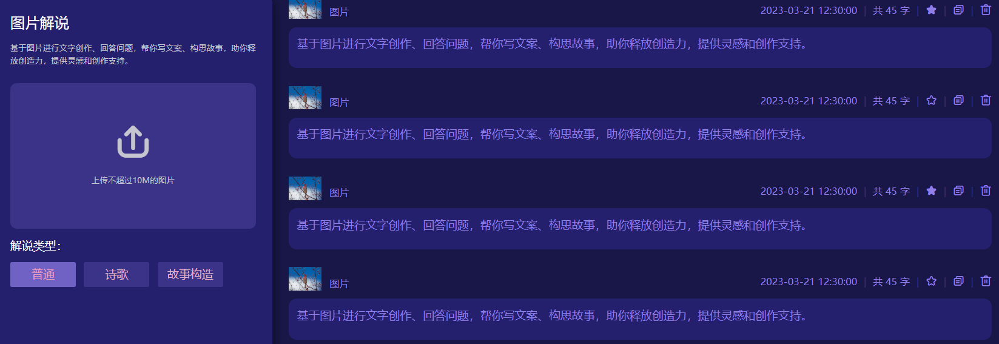 图片解说
基于图片进行文字创作、回答问题，帮你写文案、构思故事，助你释
放创造力，提供灵感和创作支持。
上传不超过10M的图片
解说类型：
普通 诗歌 故事构造
图片 2023-03-21 12:30:00 | 共 45 字
基于图片进行文字创作、回答问题，帮你写文案、构思故事，助你释放创造力，提供灵感和创作支持。
图片 2023-03-21 12:30:00 | 共 45 字
基于图片进行文字创作、回答问题，帮你写文案、构思故事，助你释放创造力，提供灵感和创作支持。
图片 2023-03-21 12:30:00 | 共 45 字
基于图片进行文字创作、回答问题，帮你写文案、构思故事，助你释放创造力，提供灵感和创作支持。
图片 2023-03-21 12:30:00 | 共 45 字
基于图片进行文字创作、回答问题，帮你写文案、构思故事，助你释放创造力，提供灵感和创作支持。